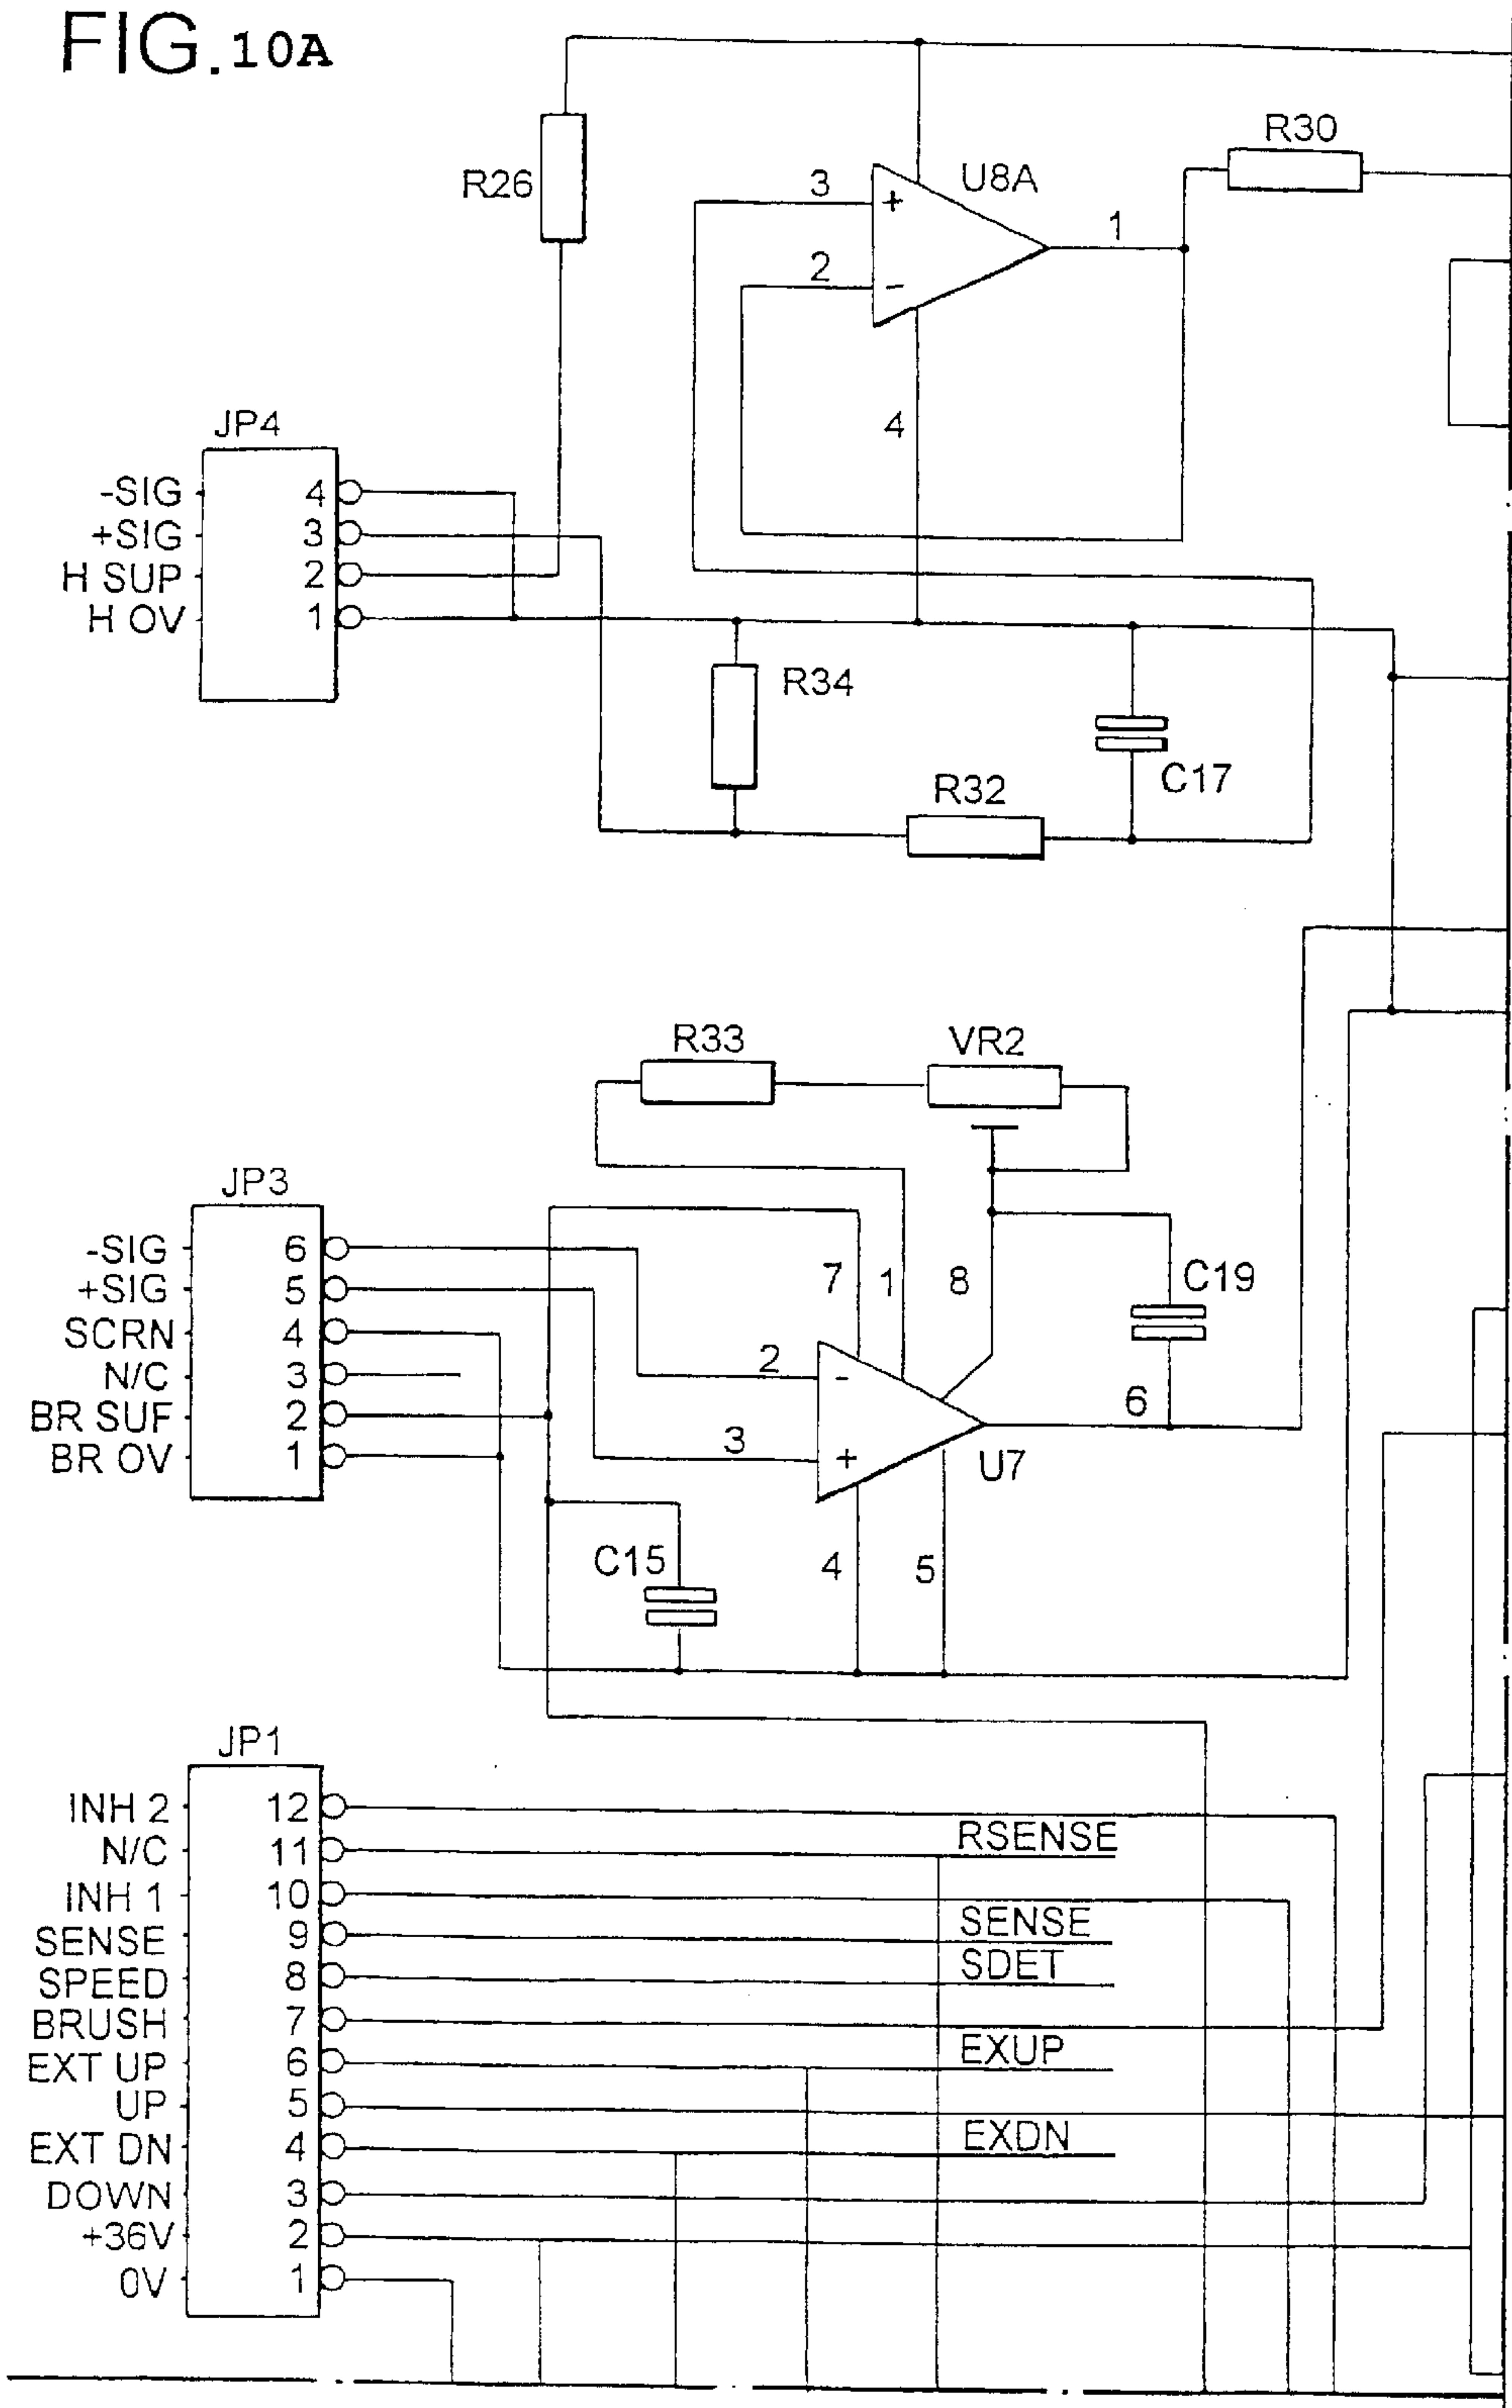 FIG. 10A
R30
R26
U8A
3
+
1
2
-
4
JP4
-SIG 4
+SIG 3
H SUP 2
H OV 1
R34
C17
R32
R33 VR2
JP3
-SIG 6
+SIG 5
SCRN 4
N/C 3
BR SUF 2
BR OV 1
7 1 8
C19
2
-
6
3
+
U7
C15
4 5
JP1
INH 2 12
N/C 11 RSENSE
INH 1 10
SENSE 9 SENSE
SPEED 8 SDET
BRUSH 7
EXT UP 6 EXUP
UP 5
EXT DN 4 EXDN
DOWN 3
+36V 2
0V 1